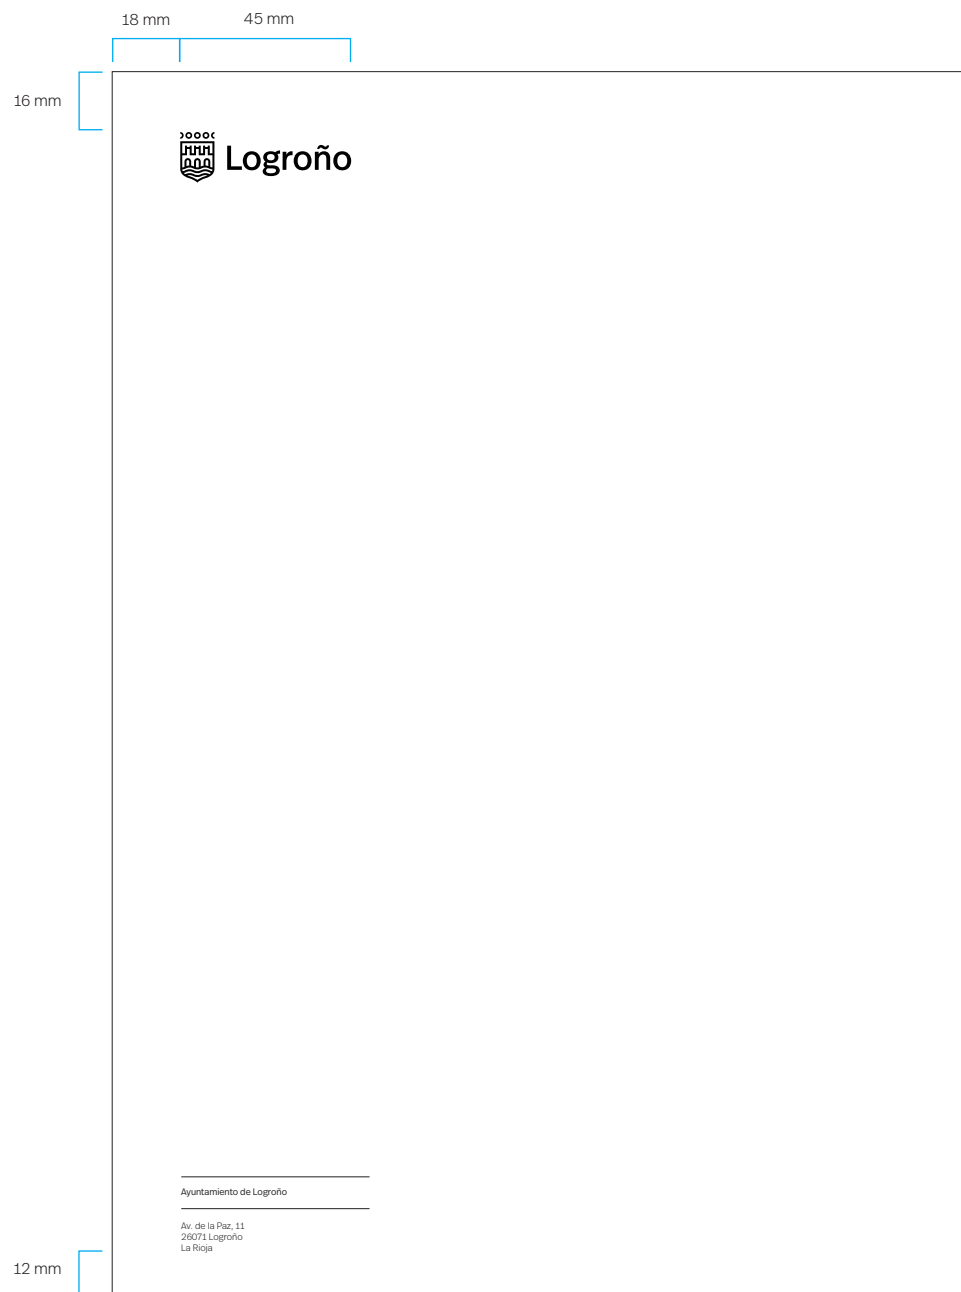 18 mm
45 mm
16 mm
Logroño
Ayuntamiento de Logroño
Av. de la Paz, 11
26071 Logroño
La Rioja
12 mm